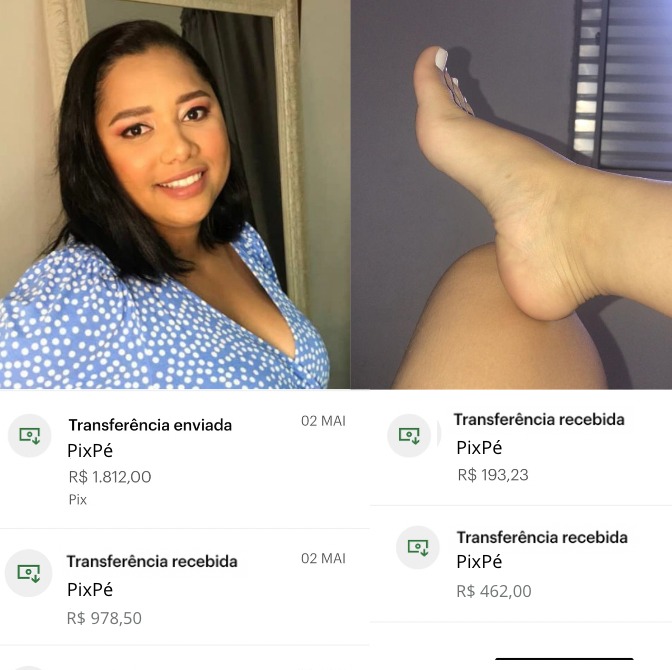 Transferência enviada
02 MAI
PixPé
R$ 1.812,00
Pix
Transferência recebida
02 MAI
PixPé
R$ 978,50
Transferência recebida
PixPé
R$ 193,23
Transferência recebida
PixPé
R$ 462,00